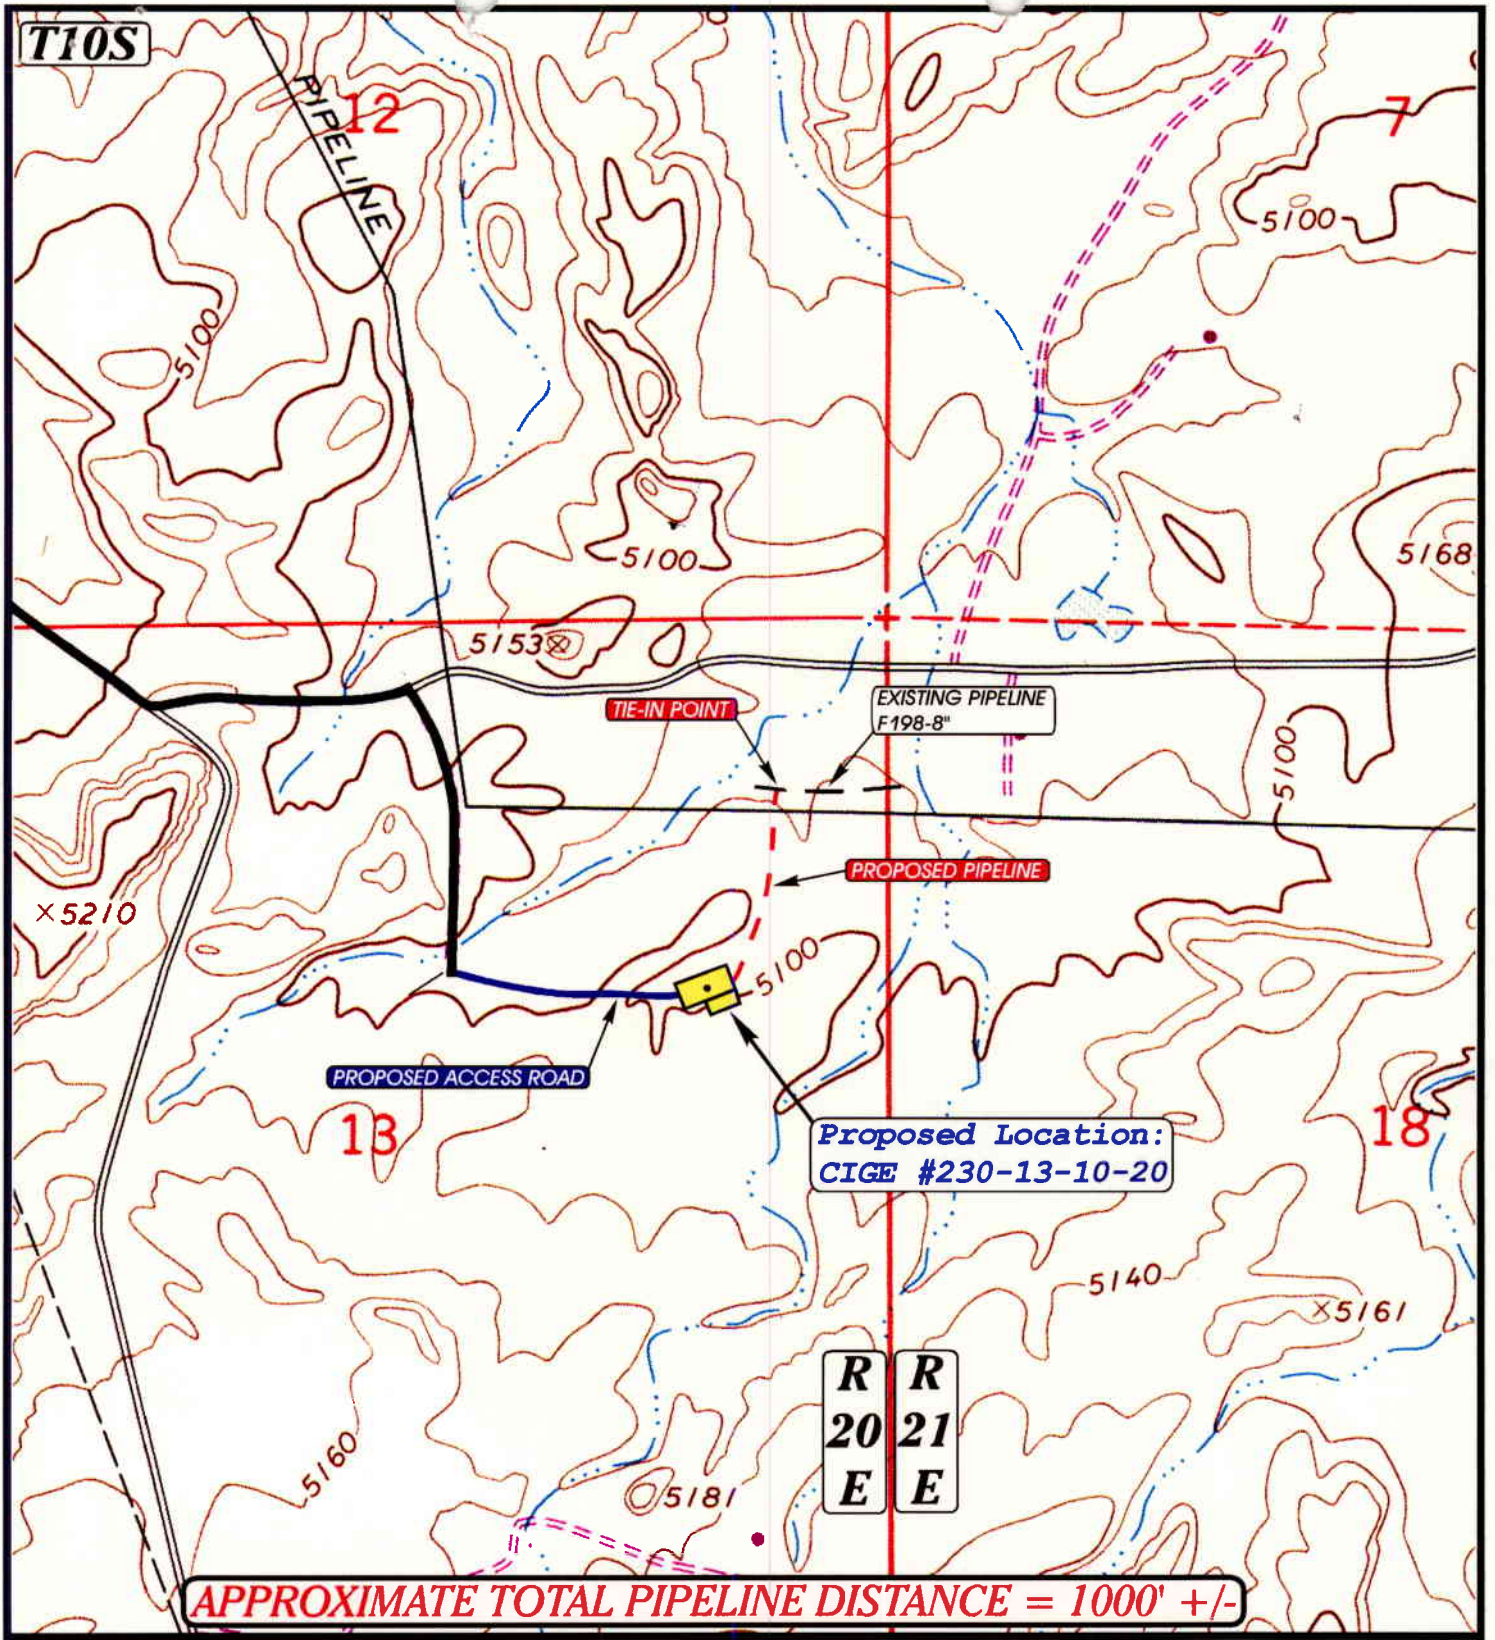 T10S
PIPELINE
12
7
5100
5100
5100
5168
5153
TIE-IN POINT
EXISTING PIPELINE
F198-8"
5100
PROPOSED PIPELINE
5210
5100
PROPOSED ACCESS ROAD
13
18
Proposed Location:
CIGE #230-13-10-20
5140
5161
R
20
E
R
21
E
5160
5181
APPROXIMATE TOTAL PIPELINE DISTANCE = 1000' +/-